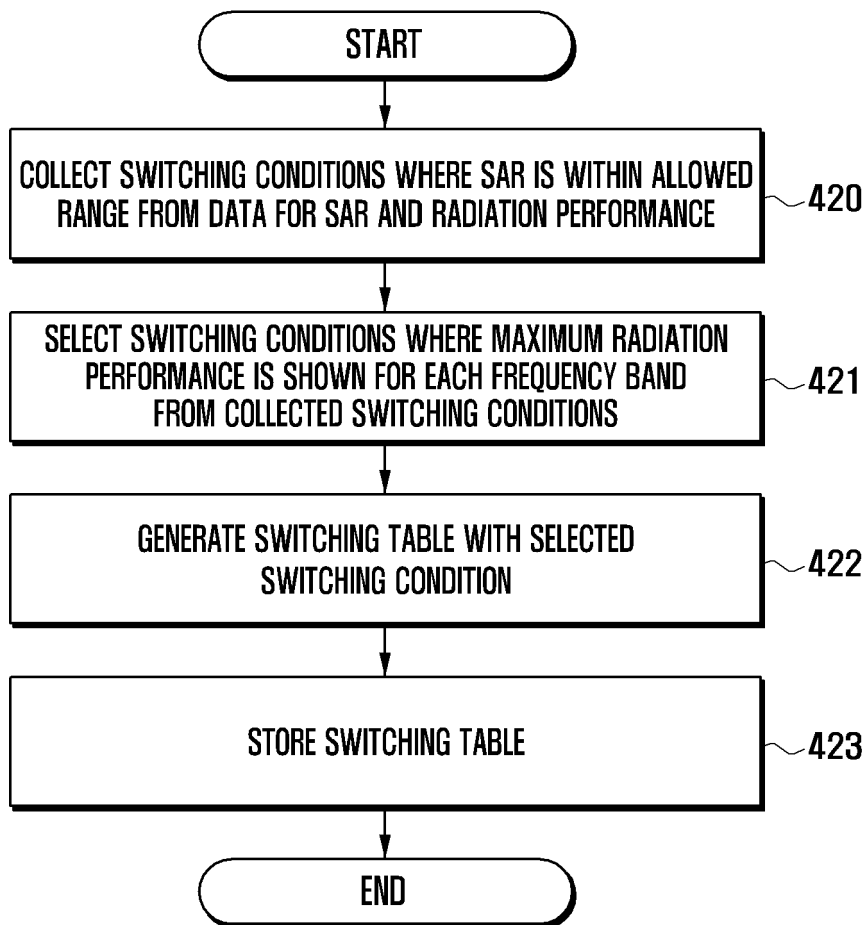 START
COLLECT SWITCHING CONDITIONS WHERE SAR IS WITHIN ALLOWED
RANGE FROM DATA FOR SAR AND RADIATION PERFORMANCE
420
SELECT SWITCHING CONDITIONS WHERE MAXIMUM RADIATION
PERFORMANCE IS SHOWN FOR EACH FREQUENCY BAND
FROM COLLECTED SWITCHING CONDITIONS
421
GENERATE SWITCHING TABLE WITH SELECTED
SWITCHING CONDITION
422
STORE SWITCHING TABLE
423
END